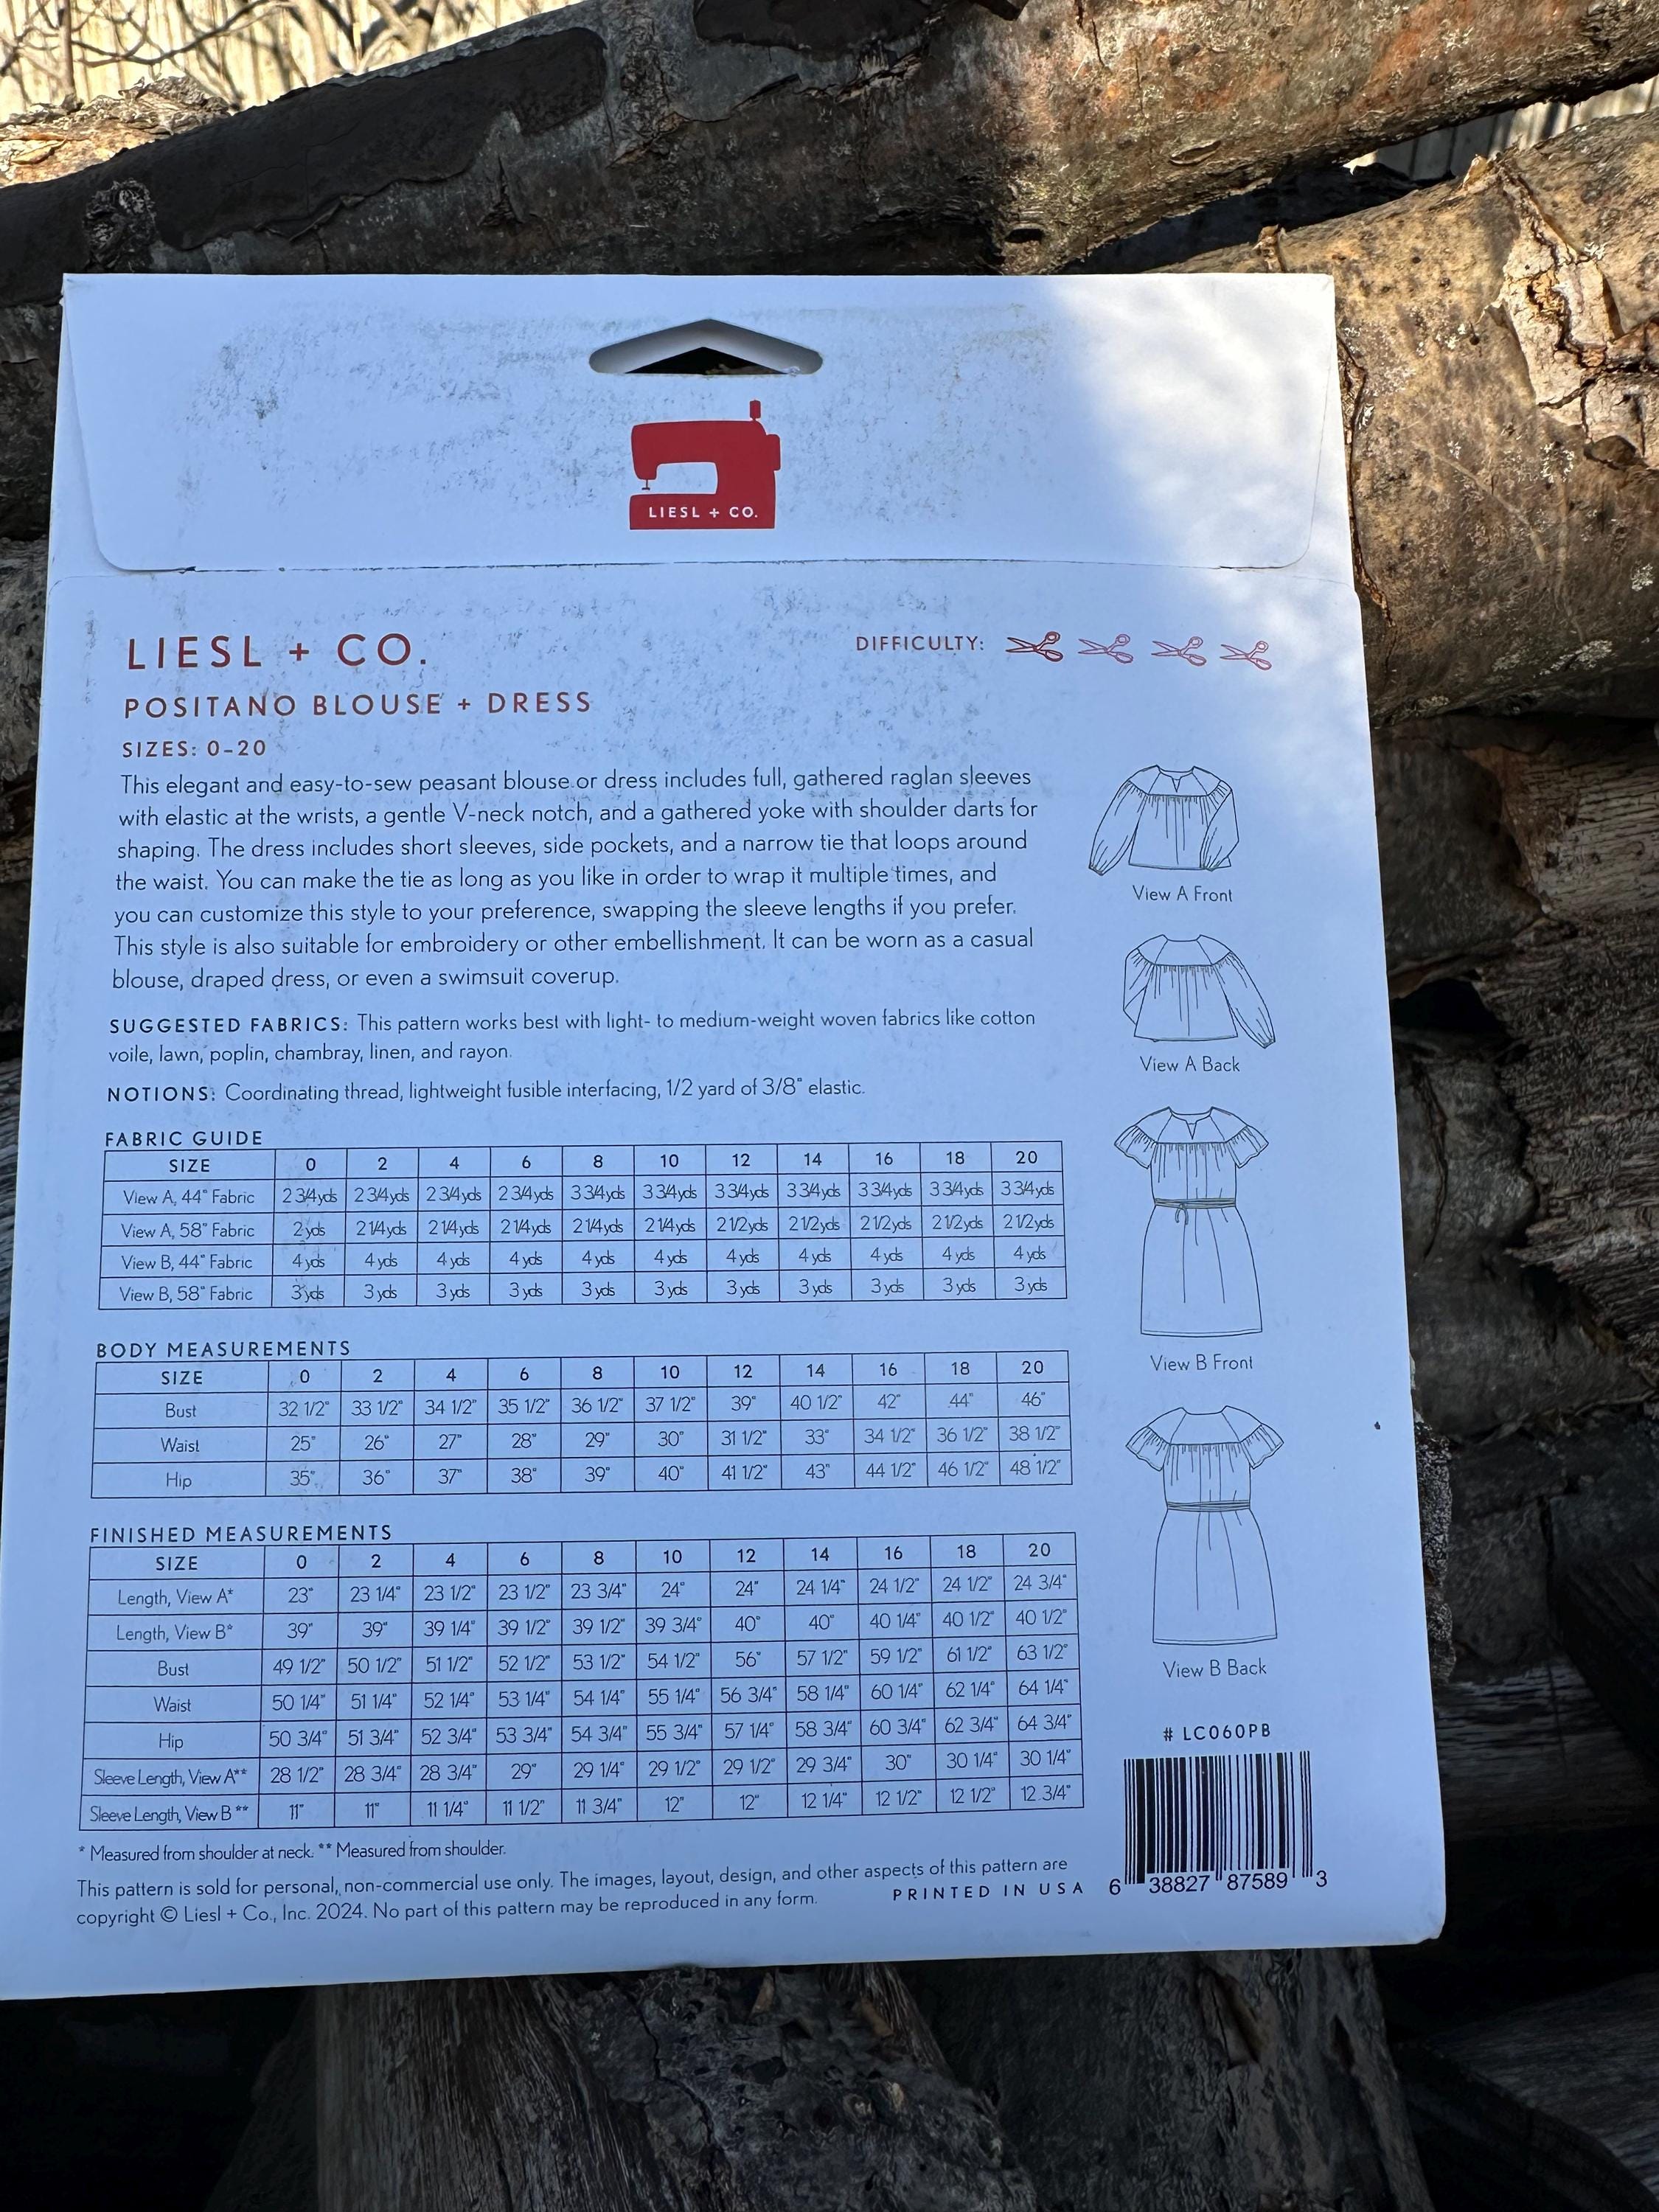 LIESL + CO.
LIESL + CO.
DIFFICULTY:
POSITANO BLOUSE + DRESS
SIZES: 0-20
This elegant and easy-to-sew peasant blouse or dress includes full, gathered raglan sleeves
with elastic at the wrists, a gentle V-neck notch, and a gathered yoke with shoulder darts for
shaping. The dress includes short sleeves, side pockets, and a narrow tie that loops around
the waist. You can make the tie as long as you like in order to wrap it multiple times, and
you can customize this style to your preference, swapping the sleeve lengths if you prefer.
This style is also suitable for embroidery or other embellishment. It can be worn as a casual
blouse, draped dress, or even a swimsuit coverup.
SUGGESTED FABRICS: This pattern works best with light- to medium-weight woven fabrics like cotton
voile, lawn, poplin, chambray, linen, and rayon.
NOTIONS: Coordinating thread, lightweight fusible interfacing, 1/2 yard of 3/8" elastic.
FABRIC GUIDE
SIZE 0 2 4 6 8 10 12 14 16 18 20
View A, 44" Fabric 2 3/4 yds 2 3/4 yds 2 3/4 yds 2 3/4 yds 3 3/4 yds 3 3/4 yds 3 3/4 yds 3 3/4 yds 3 3/4 yds 3 3/4 yds 3 3/4 yds
View A, 58" Fabric 2 yds 2 1/4 yds 2 1/4 yds 2 1/4 yds 2 1/4 yds 2 1/4 yds 2 1/2 yds 2 1/2 yds 2 1/2 yds 2 1/2 yds 2 1/2 yds
View B, 44" Fabric 4 yds 4 yds 4 yds 4 yds 4 yds 4 yds 4 yds 4 yds 4 yds 4 yds 4 yds
View B, 58" Fabric 3 yds 3 yds 3 yds 3 yds 3 yds 3 yds 3 yds 3 yds 3 yds 3 yds 3 yds
BODY MEASUREMENTS
SIZE 0 2 4 6 8 10 12 14 16 18 20
Bust 32 1/2" 33 1/2" 34 1/2" 35 1/2" 36 1/2" 37 1/2" 39" 40 1/2" 42" 44" 46"
Waist 25" 26" 27" 28" 29" 30" 31 1/2" 33" 34 1/2" 36 1/2" 38 1/2"
Hip 35" 36" 37" 38" 39" 40" 41 1/2" 43" 44 1/2" 46 1/2" 48 1/2"
FINISHED MEASUREMENTS
SIZE 0 2 4 6 8 10 12 14 16 18 20
Length, View A* 23" 23 1/4" 23 1/2" 23 1/2" 23 3/4" 24" 24" 24 1/4" 24 1/2" 24 1/2" 24 3/4"
Length, View B* 39" 39" 39 1/4" 39 1/2" 39 1/2" 39 3/4" 40" 40" 40 1/4" 40 1/2" 40 1/2"
Bust 49 1/2" 50 1/2" 51 1/2" 52 1/2" 53 1/2" 54 1/2" 56" 57 1/2" 59 1/2" 61 1/2" 63 1/2"
Waist 50 1/4" 51 1/4" 52 1/4" 53 1/4" 54 1/4" 55 1/4" 56 3/4" 58 1/4" 60 1/4" 62 1/4" 64 1/4"
Hip 50 3/4" 51 3/4" 52 3/4" 53 3/4" 54 3/4" 55 3/4" 57 1/4" 58 3/4" 60 3/4" 62 3/4" 64 3/4"
Sleeve Length, View A** 28 1/2" 28 3/4" 28 3/4" 29" 29 1/4" 29 1/2" 29 1/2" 29 3/4" 30" 30 1/4" 30 1/4"
Sleeve Length, View B ** 11" 11" 11 1/4" 11 1/2" 11 3/4" 12" 12" 12 1/4" 12 1/2" 12 1/2" 12 3/4"
* Measured from shoulder at neck. ** Measured from shoulder.
This pattern is sold for personal, non-commercial use only. The images, layout, design, and other aspects of this pattern are
copyright © Liesl + Co., Inc. 2024. No part of this pattern may be reproduced in any form.
PRINTED IN USA
View A Front
View A Back
View B Front
View B Back
# LC060PB
6 38827 87589 3